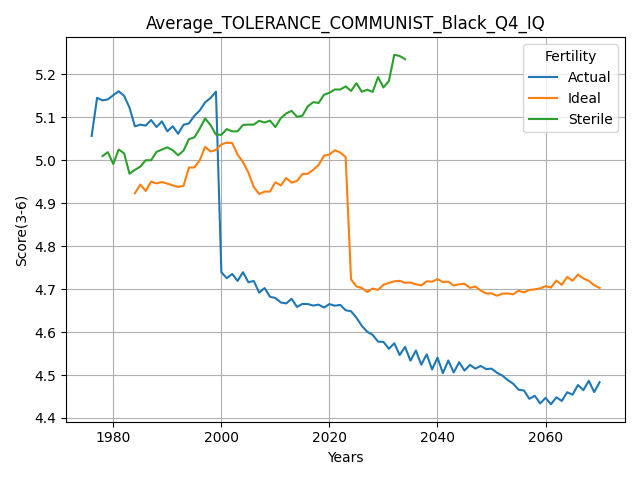 Average_TOLERANCE_COMMUNIST_Black_Q4_IQ
Fertility
Actual
Ideal
Sterile
Score(3-6)
5.2
5.1
5.0
4.9
4.8
4.7
4.6
4.5
4.4
1980
2000
2020
2040
2060
Years